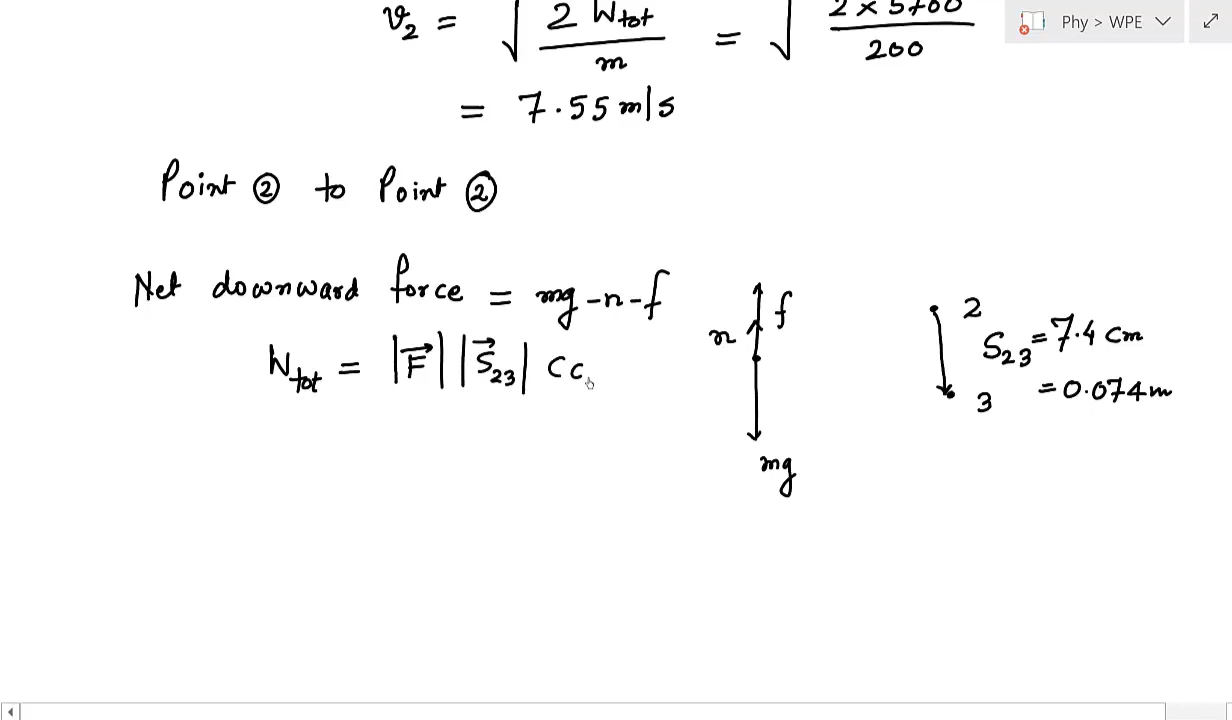 v₂ = √(2 W_tot / m) = √(2 × 5700 / 200)
Phy > WPE
= 7.55 m/s
Point ② to Point ②
Net downward force = mg - n - f
W_tot = |F⃗| |S⃗₂₃| Cc
f
n
mg
2
S₂₃ = 7.4 cm
3 = 0.074 m